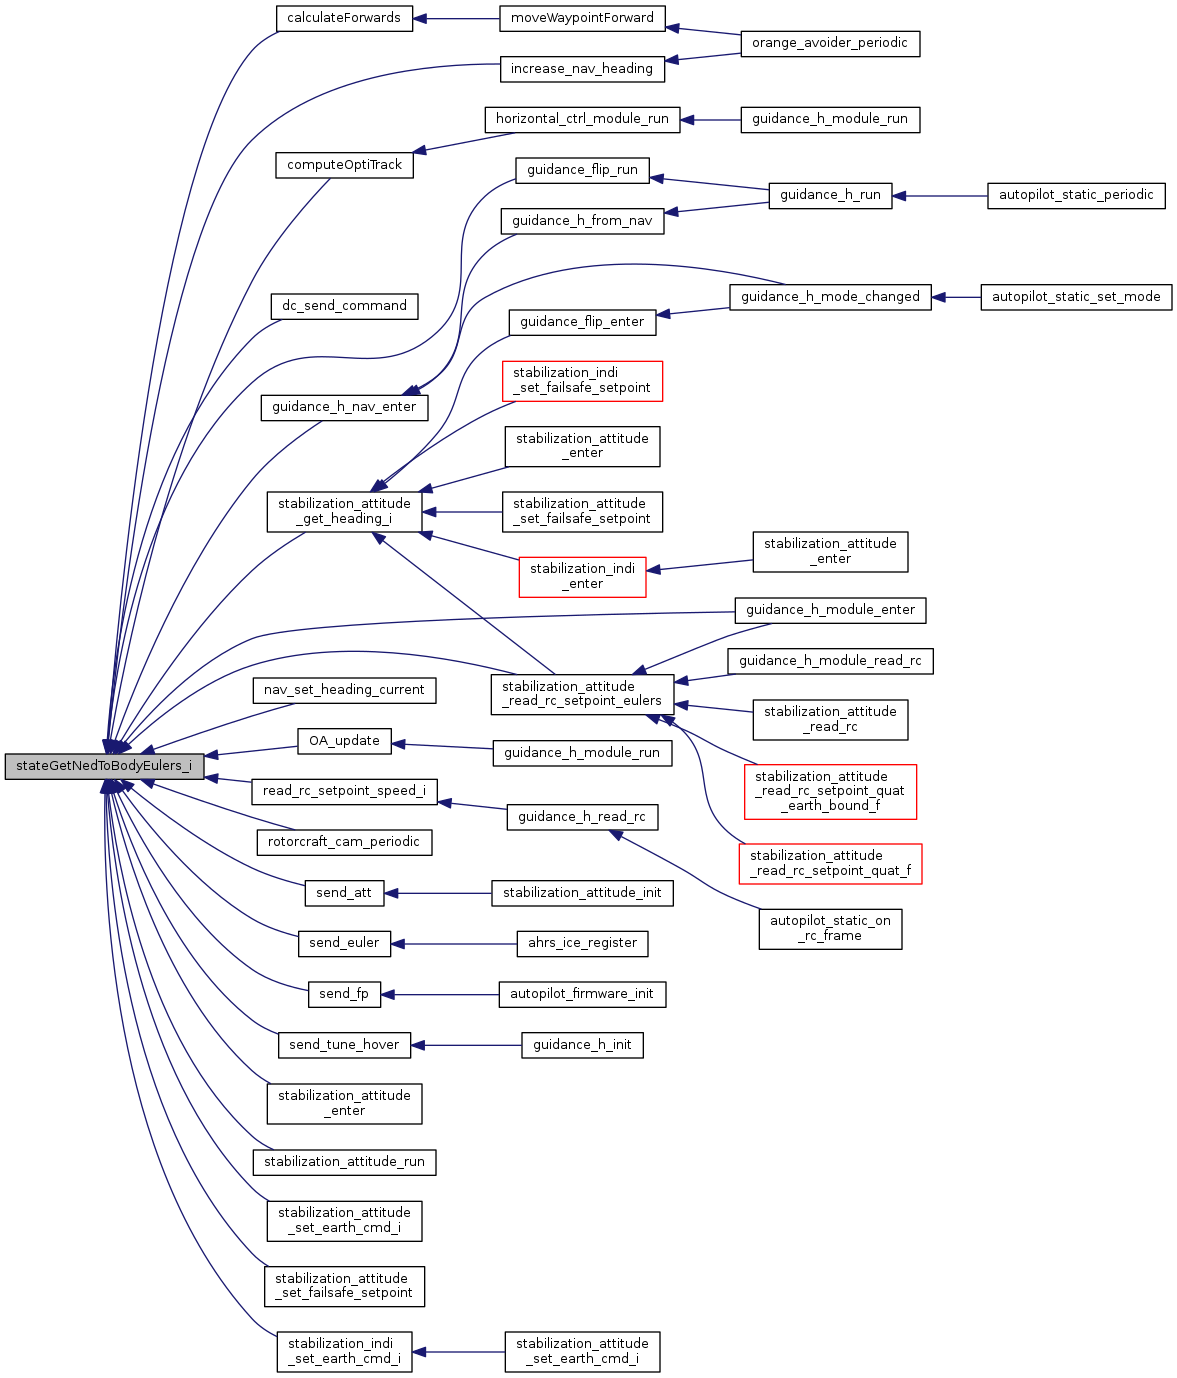 calculateForwards
moveWaypointForward
orange_avoider_periodic
increase_nav_heading
horizontal_ctrl_module_run
guidance_h_module_run
computeOptiTrack
guidance_flip_run
guidance_h_run
autopilot_static_periodic
guidance_h_from_nav
dc_send_command
guidance_h_mode_changed
autopilot_static_set_mode
guidance_flip_enter
stabilization_indi
_set_failsafe_setpoint
guidance_h_nav_enter
stabilization_attitude
_enter
stabilization_attitude
_get_heading_i
stabilization_attitude
_set_failsafe_setpoint
stabilization_indi
_enter
stabilization_attitude
_enter
guidance_h_module_enter
guidance_h_module_read_rc
stabilization_attitude
_read_rc_setpoint_eulers
nav_set_heading_current
stabilization_attitude
_read_rc
OA_update
guidance_h_module_run
stateGetNedToBodyEulers_i
stabilization_attitude
_read_rc_setpoint_quat
_earth_bound_f
read_rc_setpoint_speed_i
guidance_h_read_rc
rotorcraft_cam_periodic
stabilization_attitude
_read_rc_setpoint_quat_f
send_att
stabilization_attitude_init
autopilot_static_on
_rc_frame
send_euler
ahrs_ice_register
send_fp
autopilot_firmware_init
send_tune_hover
guidance_h_init
stabilization_attitude
_enter
stabilization_attitude_run
stabilization_attitude
_set_earth_cmd_i
stabilization_attitude
_set_failsafe_setpoint
stabilization_indi
_set_earth_cmd_i
stabilization_attitude
_set_earth_cmd_i